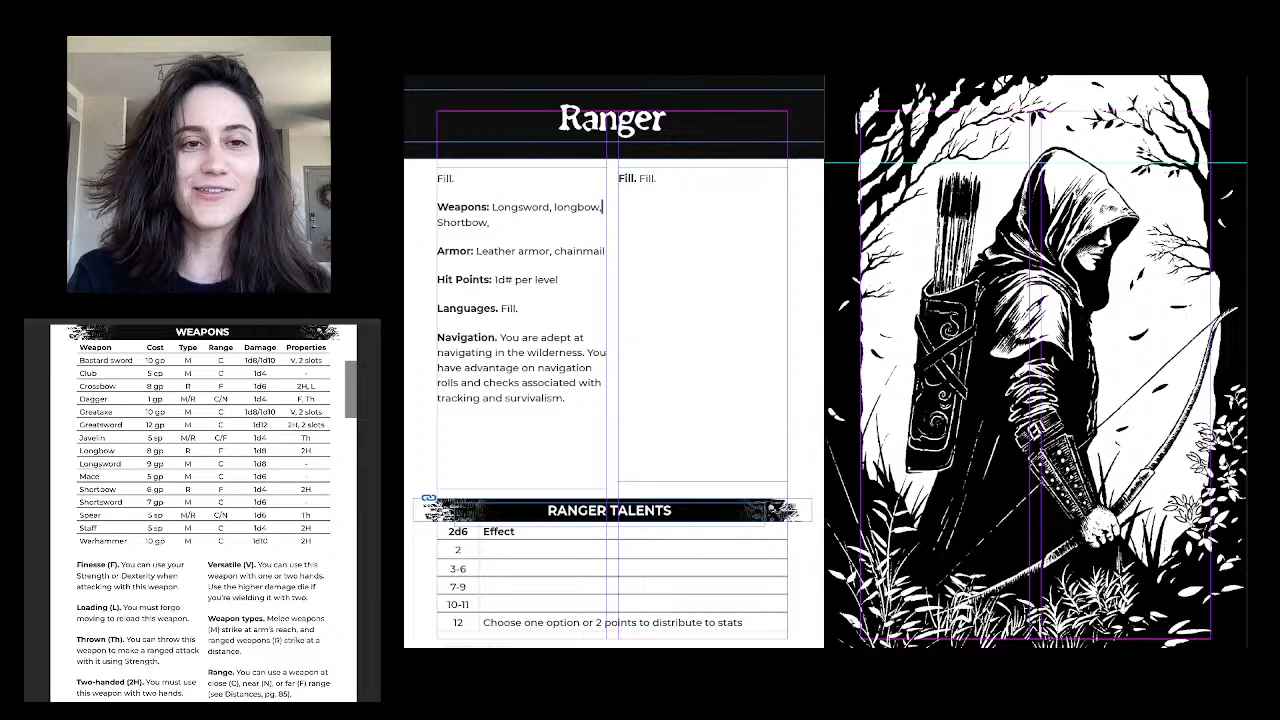 WEAPONS
Weapon Cost Type Range Damage Properties
Bastard sword 10 gp M C 1d8/1d10 V, 2 slots
Club 5 cp M C 1d4 -
Crossbow 8 gp R F 1d6 2H, L
Dagger 1 gp M/R C/N 1d4 F, Th
Greataxe 10 gp M C 1d8/1d10 V, 2 slots
Greatsword 12 gp M C 1d12 2H, 2 slots
Javelin 5 sp M/R C/F 1d4 Th
Longbow 8 gp R F 1d8 2H
Longsword 9 gp M C 1d8 -
Mace 5 gp M C 1d6 -
Shortbow 6 gp R F 1d4 2H
Shortsword 7 gp M C 1d6 -
Spear 5 sp M/R C/N 1d6 Th
Staff 5 sp M C 1d4 2H
Warhammer 10 gp M C 1d10 2H
Finesse (F). You can use your
Strength or Dexterity when
attacking with this weapon.
Loading (L). You must forgo
moving to reload this weapon.
Thrown (Th). You can throw this
weapon to make a ranged attack
with it using Strength.
Two-handed (2H). You must use
this weapon with two hands.
Versatile (V). You can use this
weapon with one or two hands.
Use the higher damage die if
you're wielding it with two.
Weapon types. Melee weapons
(M) strike at arm's reach, and
ranged weapons (R) strike at a
distance.
Range. You can use a weapon at
close (C), near (N), or far (F) range
(see Distances, pg. 85).
Ranger
Fill.
Weapons: Longsword, longbow,
Shortbow,
Armor: Leather armor, chainmail
Hit Points: 1d# per level
Languages. Fill.
Navigation. You are adept at
navigating in the wilderness. You
have advantage on navigation
rolls and checks associated with
tracking and survivalism.
Fill. Fill.
RANGER TALENTS
2d6 Effect
2
3-6
7-9
10-11
12 Choose one option or 2 points to distribute to stats